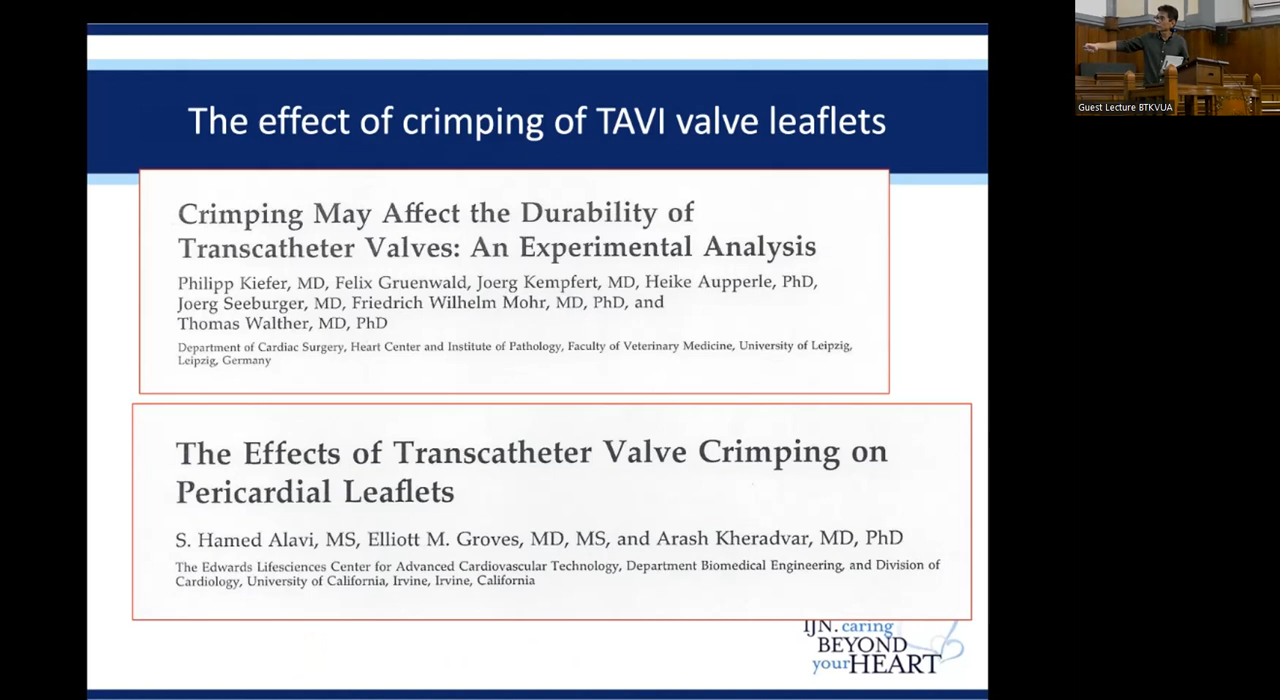 The effect of crimping of TAVI valve leaflets
Crimping May Affect the Durability of
Transcatheter Valves: An Experimental Analysis
Philipp Kiefer, MD, Felix Gruenwald, Joerg Kempfert, MD, Heike Aupperle, PhD,
Joerg Seeburger, MD, Friedrich Wilhelm Mohr, MD, PhD, and
Thomas Walther, MD, PhD
Department of Cardiac Surgery, Heart Center and Institute of Pathology, Faculty of Veterinary Medicine, University of Leipzig,
Leipzig, Germany
The Effects of Transcatheter Valve Crimping on
Pericardial Leaflets
S. Hamed Alavi, MS, Elliott M. Groves, MD, MS, and Arash Kheradvar, MD, PhD
The Edwards Lifesciences Center for Advanced Cardiovascular Technology, Department Biomedical Engineering, and Division of
Cardiology, University of California, Irvine, Irvine, California
IJN. caring
BEYOND
your HEART
Guest Lecture BTKVUA